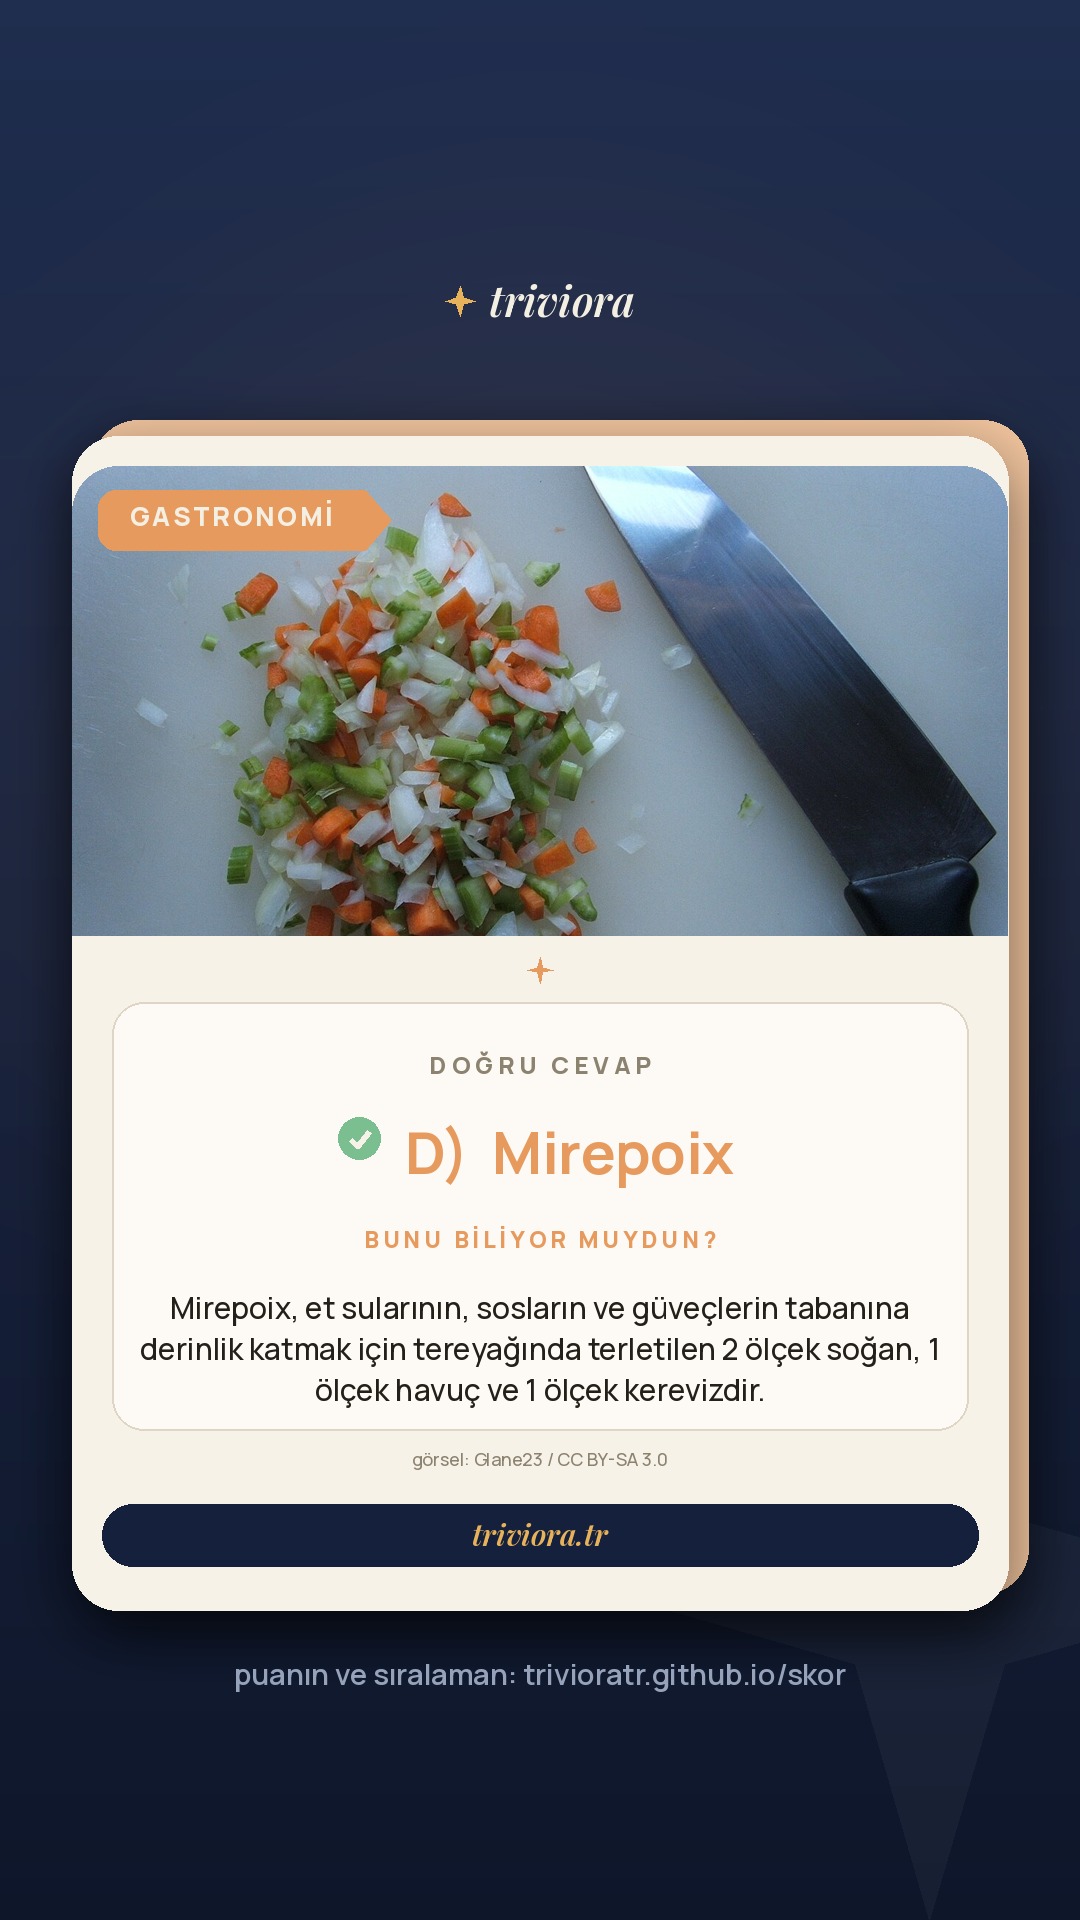 triviora
GASTRONOMİ
DOĞRU CEVAP
D) Mirepoix
BUNU BİLİYOR MUYDUN?
Mirepoix, et sularının, sosların ve güveçlerin tabanına
derinlik katmak için tereyağında terletilen 2 ölçek soğan, 1
ölçek havuç ve 1 ölçek kerevizdir.
görsel: Glane23 / CC BY-SA 3.0
triviora.tr
puanın ve sıralaman: trivioratr.github.io/skor